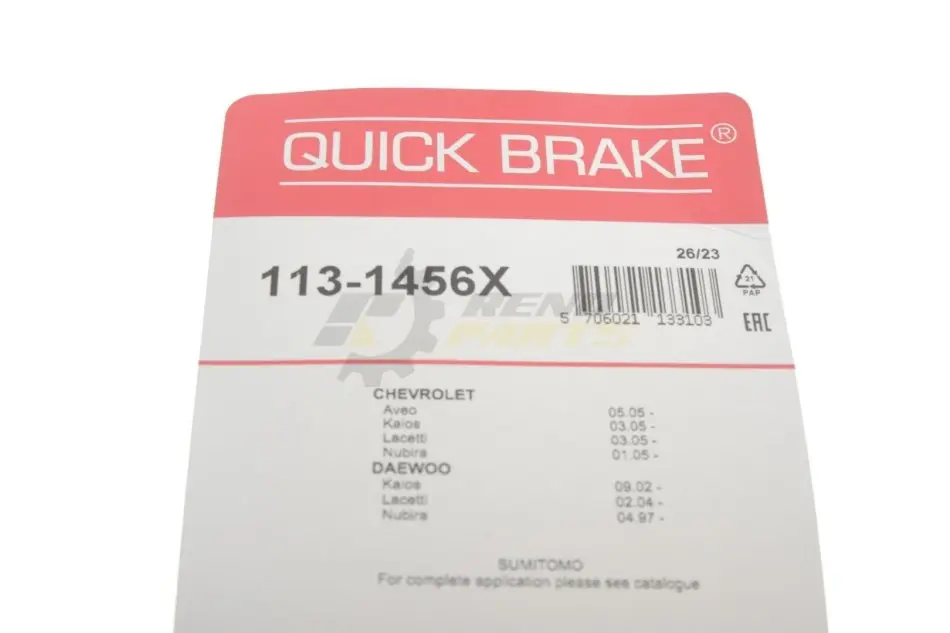 QUICK BRAKE®
113-1456X
26/23
5 706021 133103
21
PAP
EAC
RENO
PARTS
CHEVROLET
Aveo 05.05 -
Kalos 03.05 -
Lacetti 03.05 -
Nubira 01.05 -
DAEWOO
Kalos 09.02 -
Lacetti 02.04 -
Nubira 04.97 -
SUMITOMO
For complete application please see catalogue